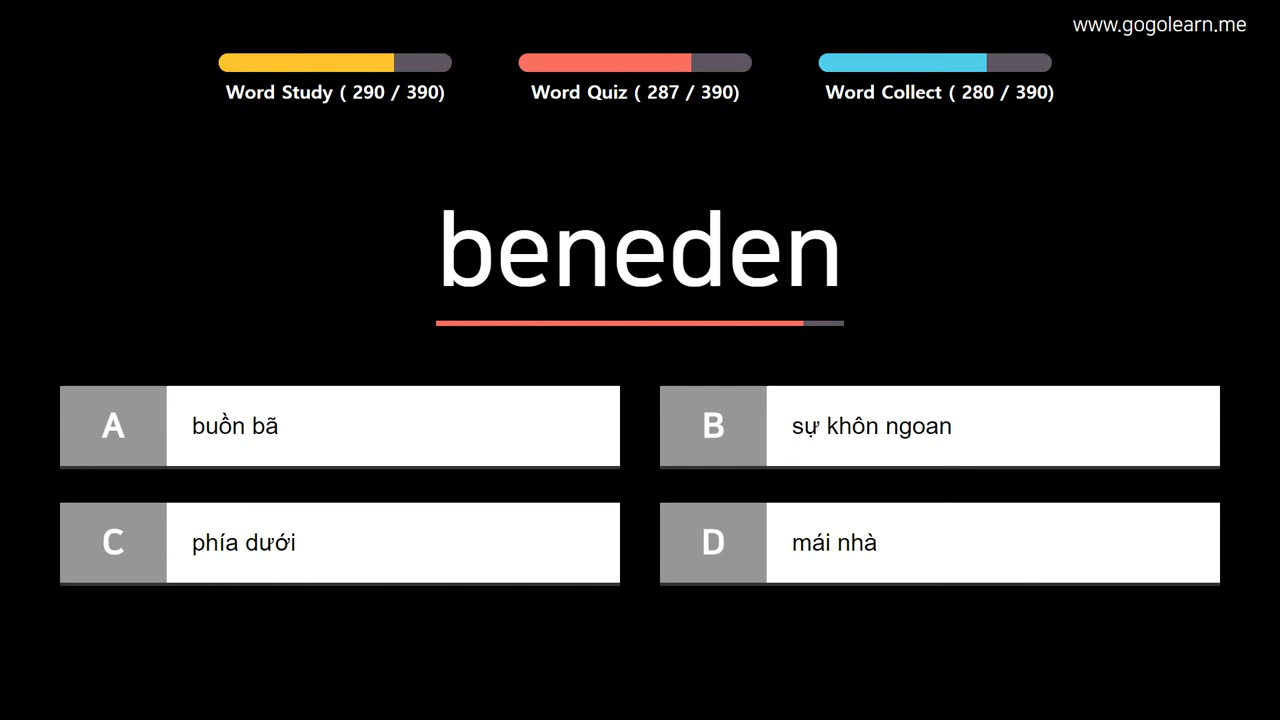 www.gogolearn.me
Word Study ( 290 / 390)
Word Quiz ( 287 / 390)
Word Collect ( 280 / 390)
beneden
A buồn bã
B sự khôn ngoan
C phía dưới
D mái nhà